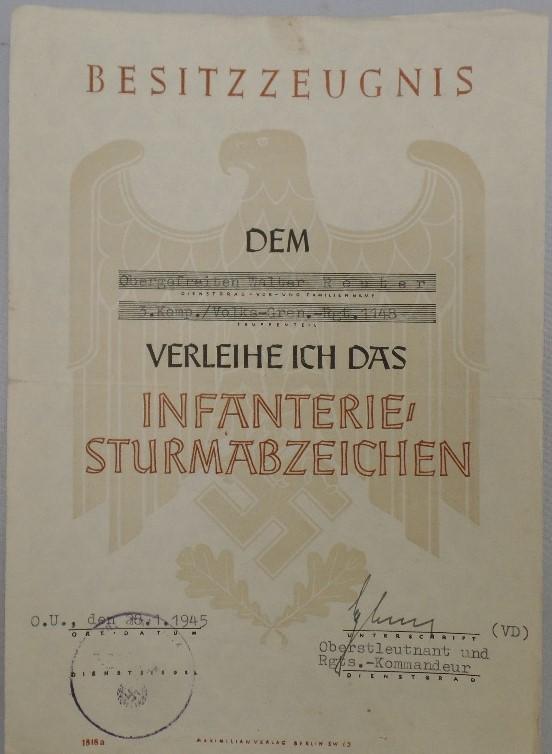 BESITZZEUGNIS
DEM
Obergefreiten Walter Reuter
DIENSTGRAD · VOR- UND FAMILIENNAME
3.Komp./Volks-Gren.-Rgt.1148
TRUPPENTEIL
VERLEIHE ICH DAS
INFANTERIE-
STURMABZEICHEN
O.U., den 20.1.1945
ORT · DATUM
DIENSTSIEGEL
(VD)
UNTERSCHRIFT
Oberstleutnant und
Rgts.-Kommandeur
DIENSTGRAD
1818a
MAXIMILIANVERLAG BERLIN SW